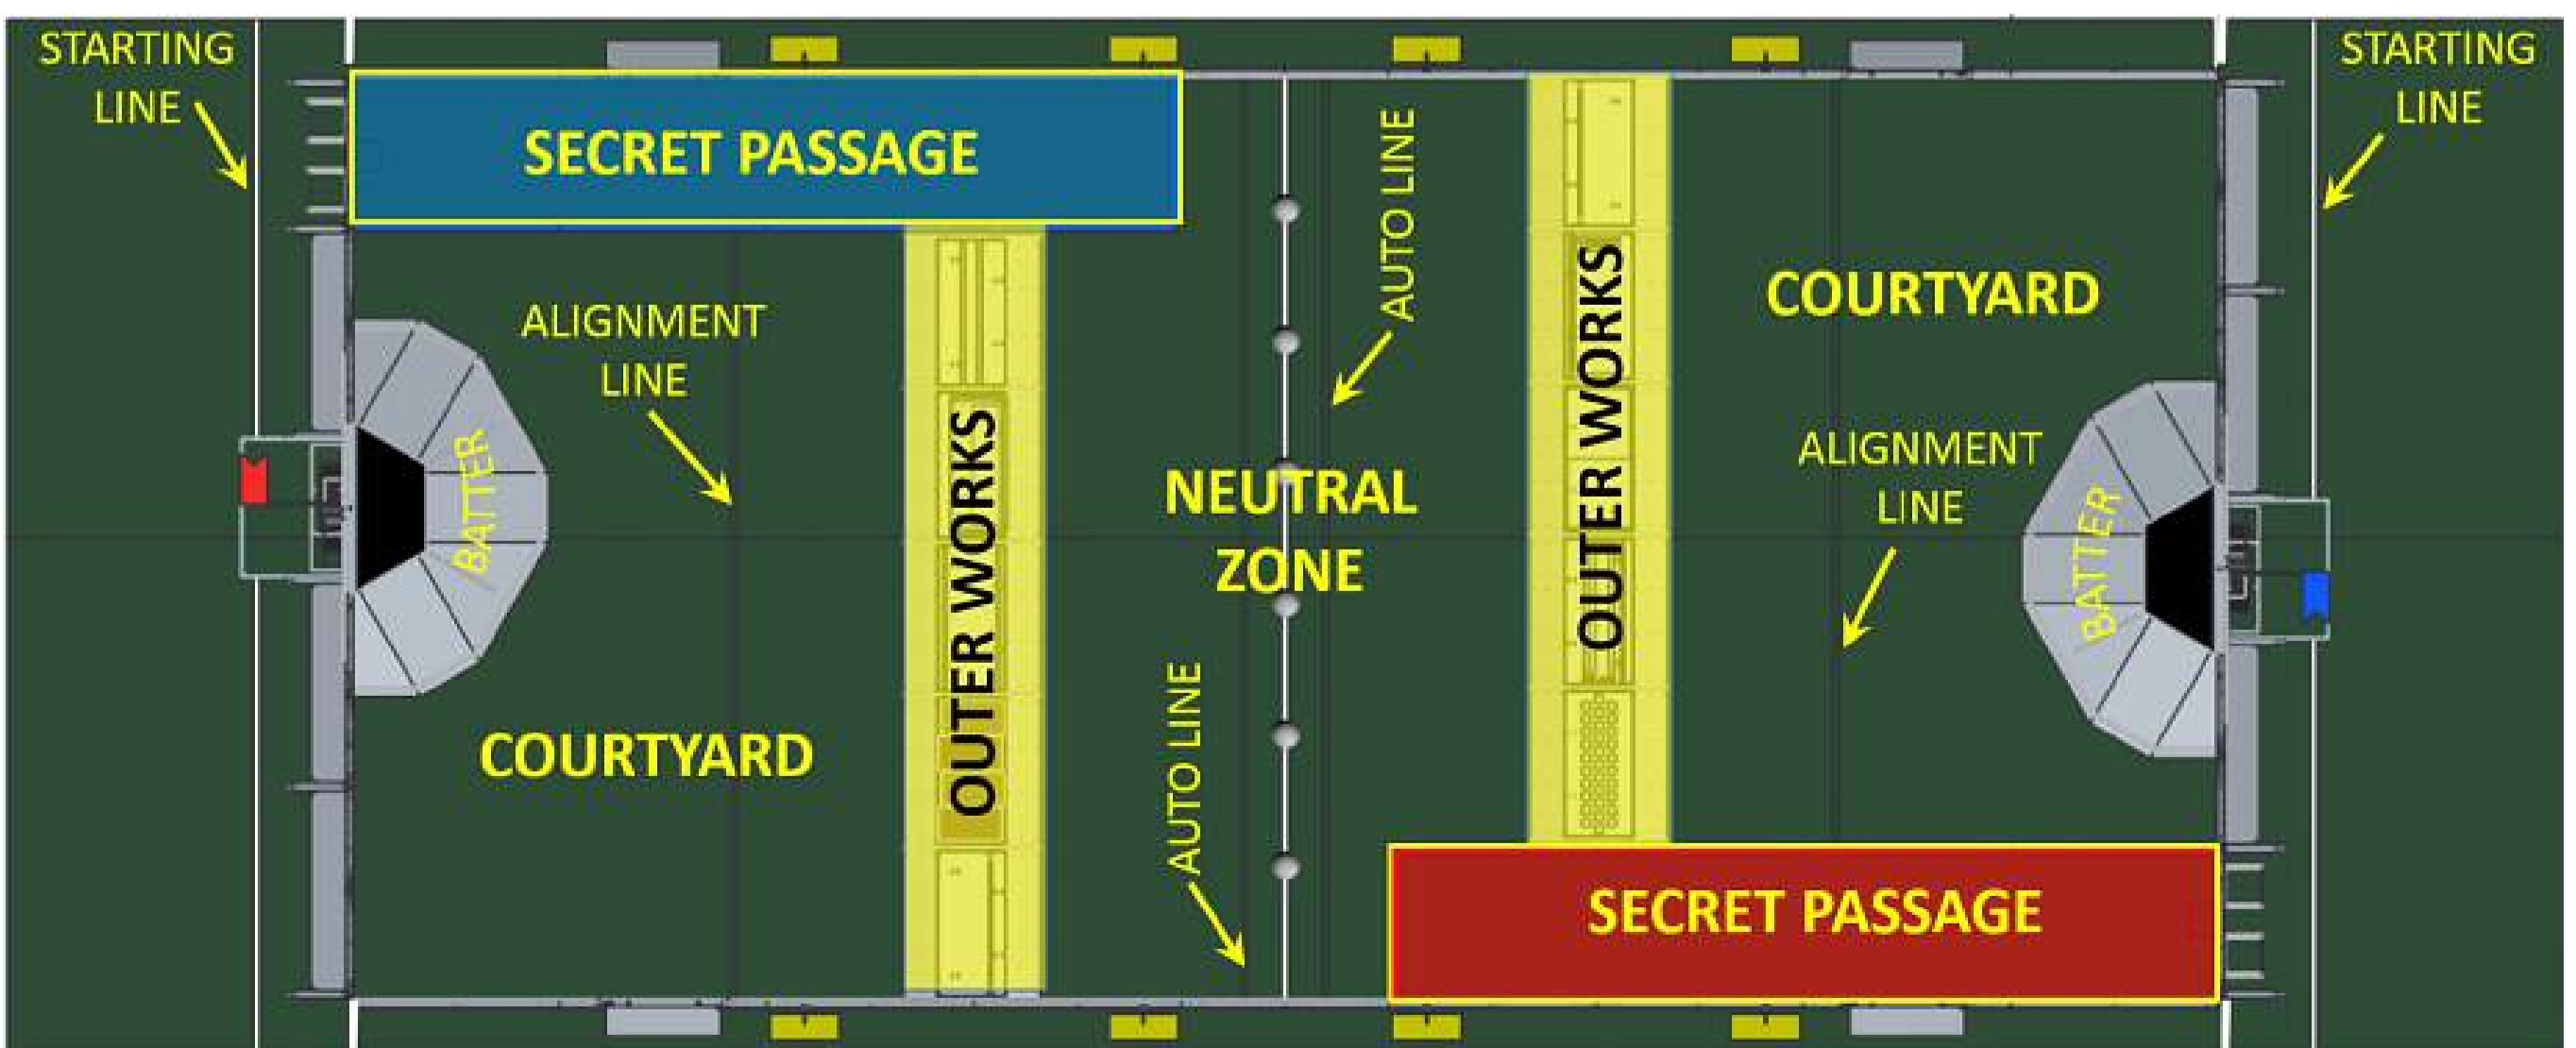 STARTING
LINE
STARTING
LINE
SECRET PASSAGE
AUTO LINE
ALIGNMENT
LINE
COURTYARD
OUTER WORKS
OUTER WORKS
BATTER
NEUTRAL
ZONE
ALIGNMENT
LINE
BATTER
COURTYARD
AUTO LINE
SECRET PASSAGE